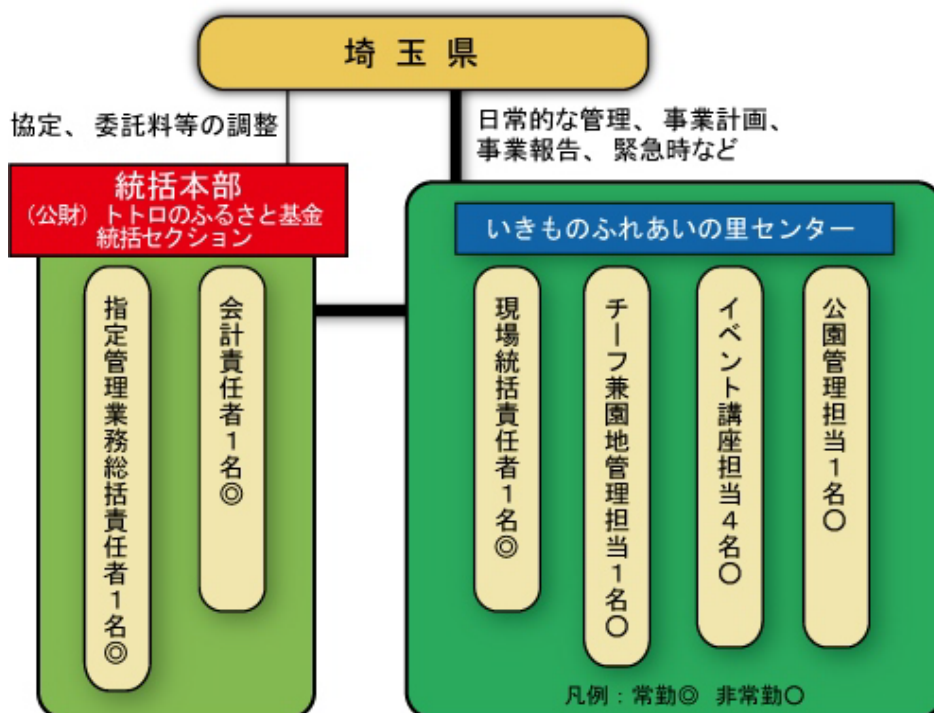 埼玉県
協定、委託料等の調整
日常的な管理、事業計画、
事業報告、緊急時など
統括本部
(公財)トトロのふるさと基金
統括セクション
指定管理業務総括責任者1名◎
会計責任者1名◎
いきものふれあいの里センター
現場統括責任者1名◎
チーフ兼園地管理担当1名〇
イベント講座担当4名〇
公園管理担当1名〇
凡例：常勤◎ 非常勤〇